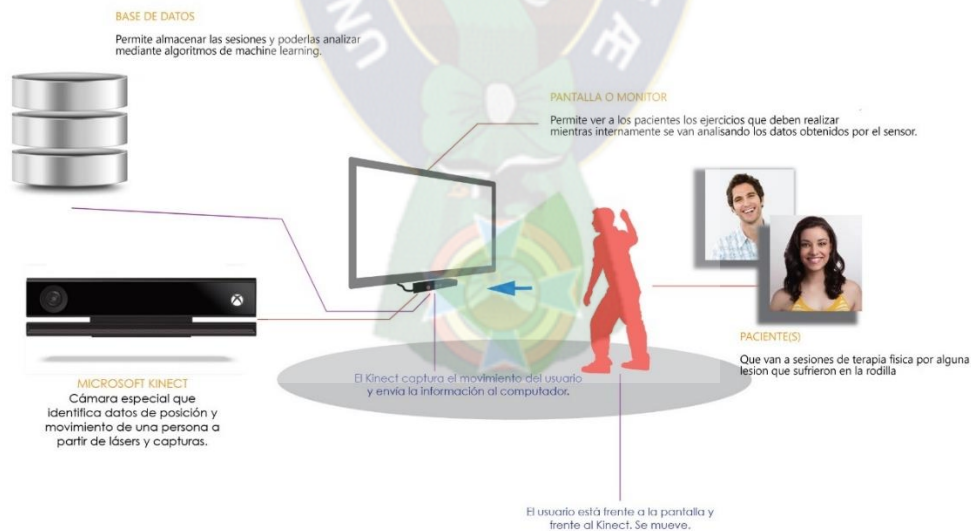 BASE DE DATOS
Permite almacenar las sesiones y poderlas analizar
mediante algoritmos de machine learning.
PANTALLA O MONITOR
Permite ver a los pacientes los ejercicios que deben realizar
mientras internamente se van analisando los datos obtenidos por el sensor.
MICROSOFT KINECT
Cámara especial que
identifica datos de posición y
movimiento de una persona a
partir de lásers y capturas.
El Kinect captura el movimiento del usuario
y envía la información al computador.
PACIENTE(S)
Que van a sesiones de terapia fisica por alguna
lesion que sufrieron en la rodilla
El usuario está frente a la pantalla y
frente al Kinect. Se mueve.
UN
SÆ